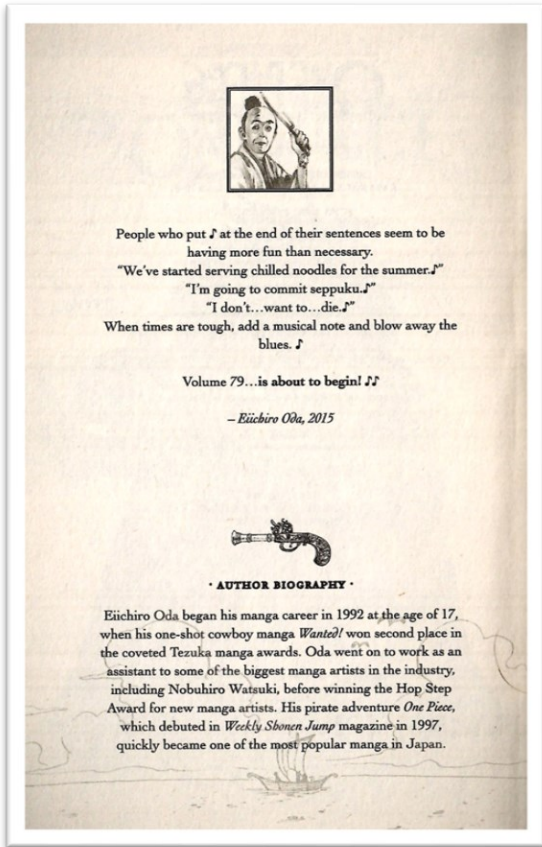 People who put ♪ at the end of their sentences seem to be
having more fun than necessary.
“We’ve started serving chilled noodles for the summer.♪”
“I’m going to commit seppuku.♪”
“I don’t…want to…die.♪”
When times are tough, add a musical note and blow away the
blues. ♪
Volume 79…is about to begin! ♪♪
– Eiichiro Oda, 2015
· AUTHOR BIOGRAPHY ·
Eiichiro Oda began his manga career in 1992 at the age of 17,
when his one-shot cowboy manga Wanted! won second place in
the coveted Tezuka manga awards. Oda went on to work as an
assistant to some of the biggest manga artists in the industry,
including Nobuhiro Watsuki, before winning the Hop Step
Award for new manga artists. His pirate adventure One Piece,
which debuted in Weekly Shonen Jump magazine in 1997,
quickly became one of the most popular manga in Japan.